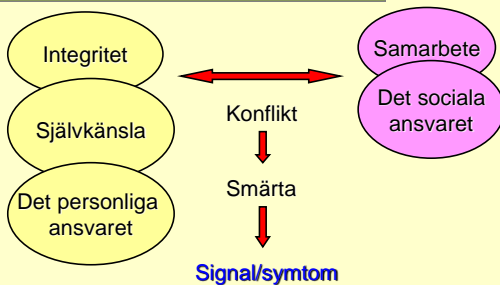 Integritet
Självkänsla
Det personliga
ansvaret
Konflikt
Smärta
Signal/symtom
Samarbete
Det sociala
ansvaret